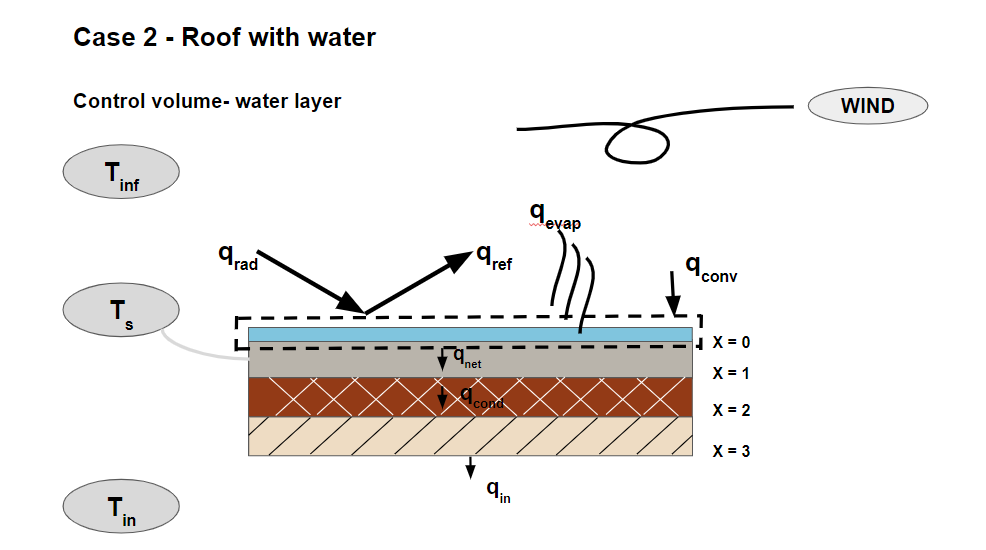 Case 2 - Roof with water
Control volume- water layer
WIND
Tinf
qevap
qrad
qref
qconv
Ts
X = 0
qnet
X = 1
qcond
X = 2
X = 3
qin
Tin